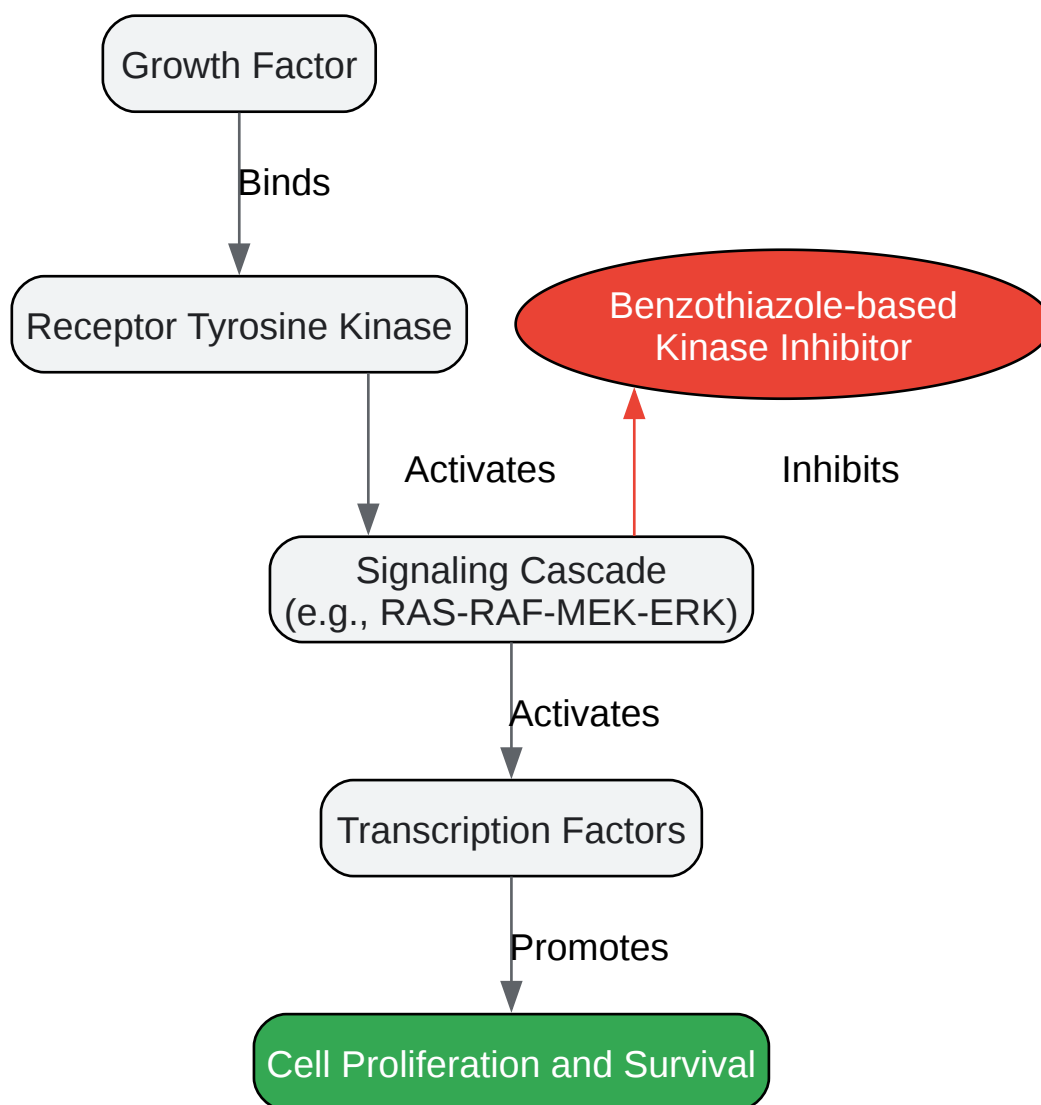 Growth Factor
Binds
Receptor Tyrosine Kinase
Benzothiazole-based
Kinase Inhibitor
Activates
Inhibits
Signaling Cascade
(e.g., RAS-RAF-MEK-ERK)
Activates
Transcription Factors
Promotes
Cell Proliferation and Survival